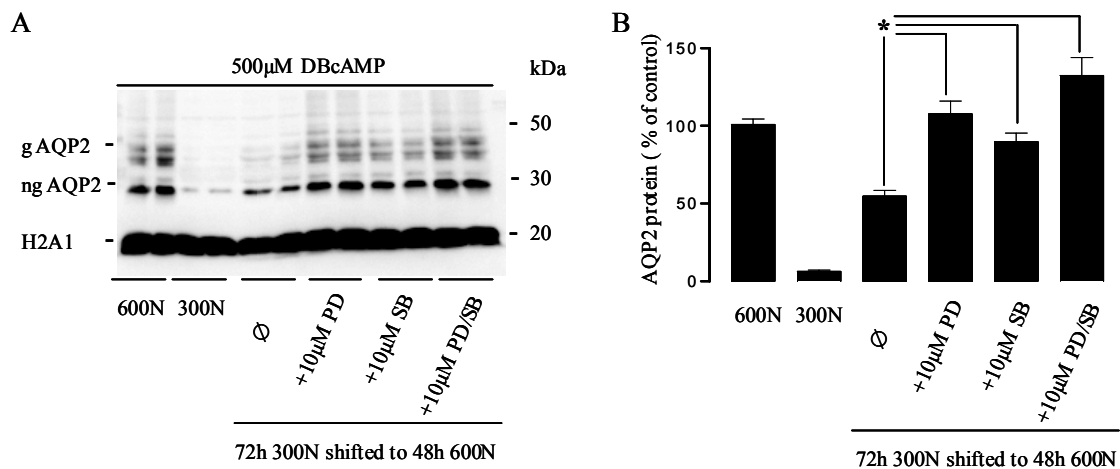 A
500µM DBcAMP
kDa
g AQP2
ng AQP2
H2A1
50
30
20
600N
300N
Ø
+10µM PD
+10µM SB
+10µM PD/SB
72h 300N shifted to 48h 600N
B
AQP2 protein ( % of control)
150
100
50
0
*
600N
300N
Ø
+10µM PD
+10µM SB
+10µM PD/SB
72h 300N shifted to 48h 600N